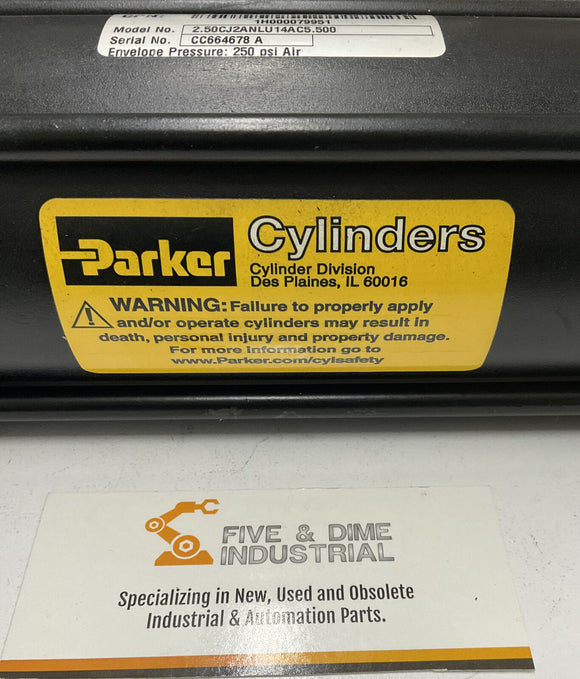 1H000079951
Model No. 2.50CJ2ANLU14AC5.500
Serial No. CC664678 A
Envelope Pressure: 250 psi Air
Parker
Cylinders
Cylinder Division
Des Plaines, IL 60016
WARNING: Failure to properly apply
and/or operate cylinders may result in
death, personal injury and property damage.
For more information go to
www.Parker.com/cylsafety
FIVE & DIME
INDUSTRIAL
Specializing in New, Used and Obsolete
Industrial & Automation Parts.